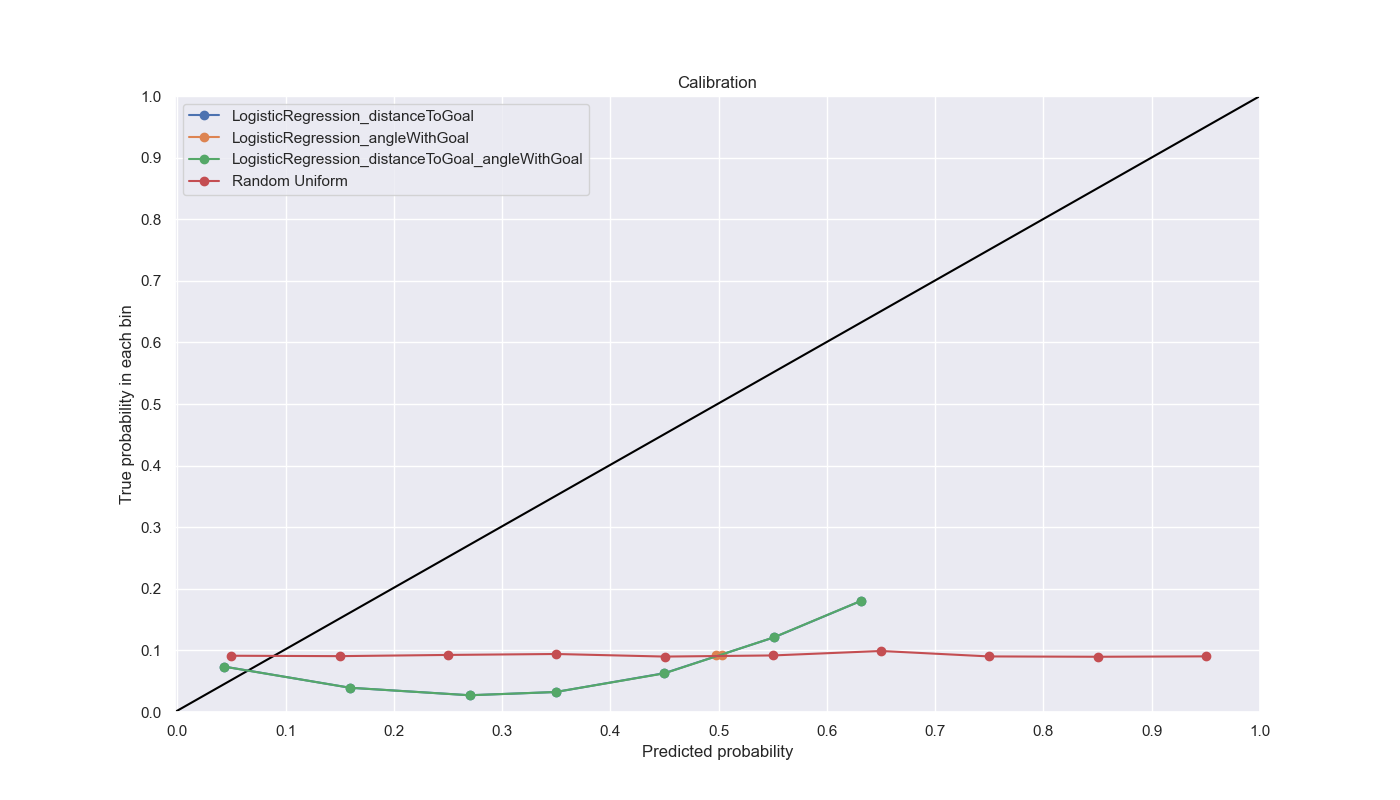 Calibration
LogisticRegression_distanceToGoal
LogisticRegression_angleWithGoal
LogisticRegression_distanceToGoal_angleWithGoal
Random Uniform
True probability in each bin
1.0
0.9
0.8
0.7
0.6
0.5
0.4
0.3
0.2
0.1
0.0
0.0 0.1 0.2 0.3 0.4 0.5 0.6 0.7 0.8 0.9 1.0
Predicted probability